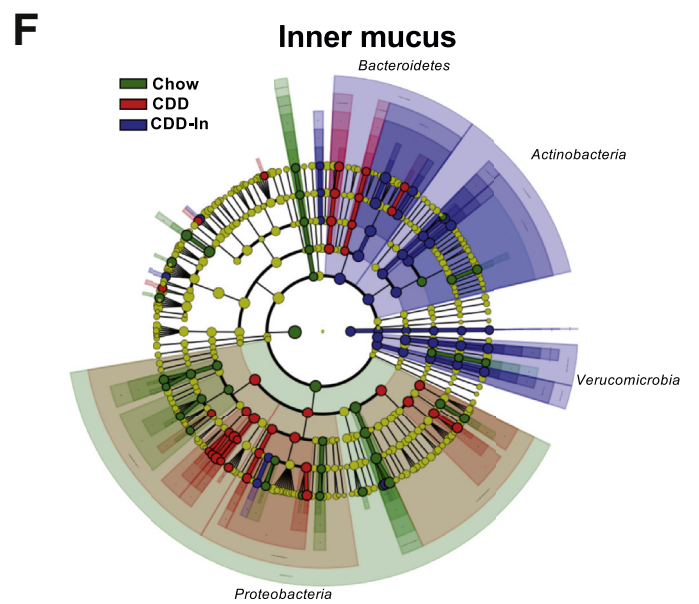 F
Inner mucus
Bacteroidetes
Chow
CDD
CDD-In
Actinobacteria
Verucomicrobia
Proteobacteria